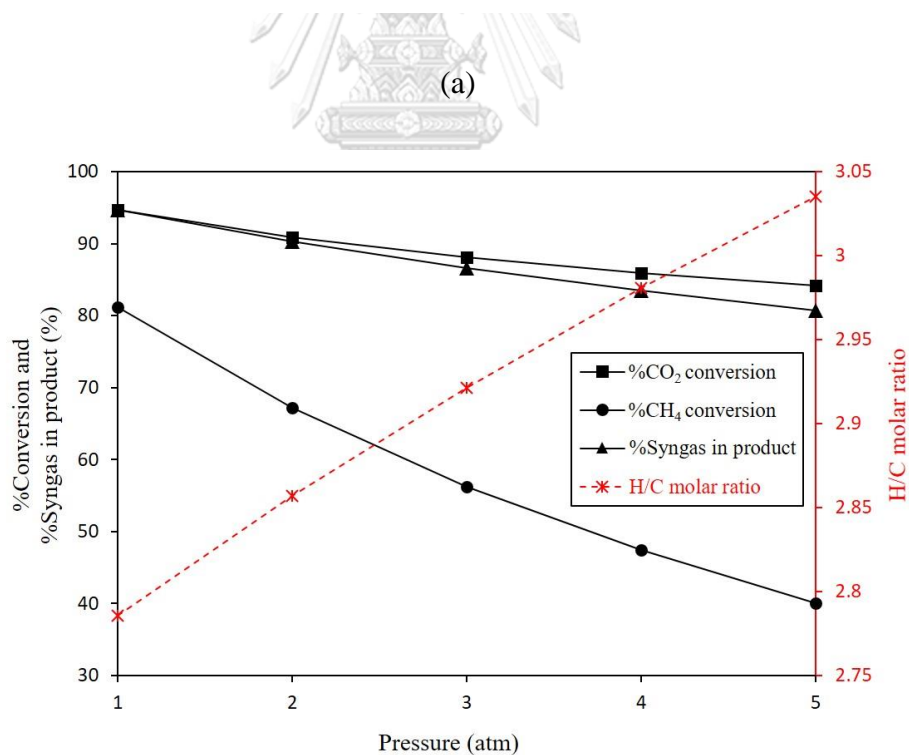 (a)
%Conversion and
%Syngas in product (%)
100
90
80
70
60
50
40
30
1
2
3
4
5
Pressure (atm)
%CO₂ conversion
%CH₄ conversion
%Syngas in product
H/C molar ratio
3.05
3
2.95
2.9
2.85
2.8
2.75
H/C molar ratio